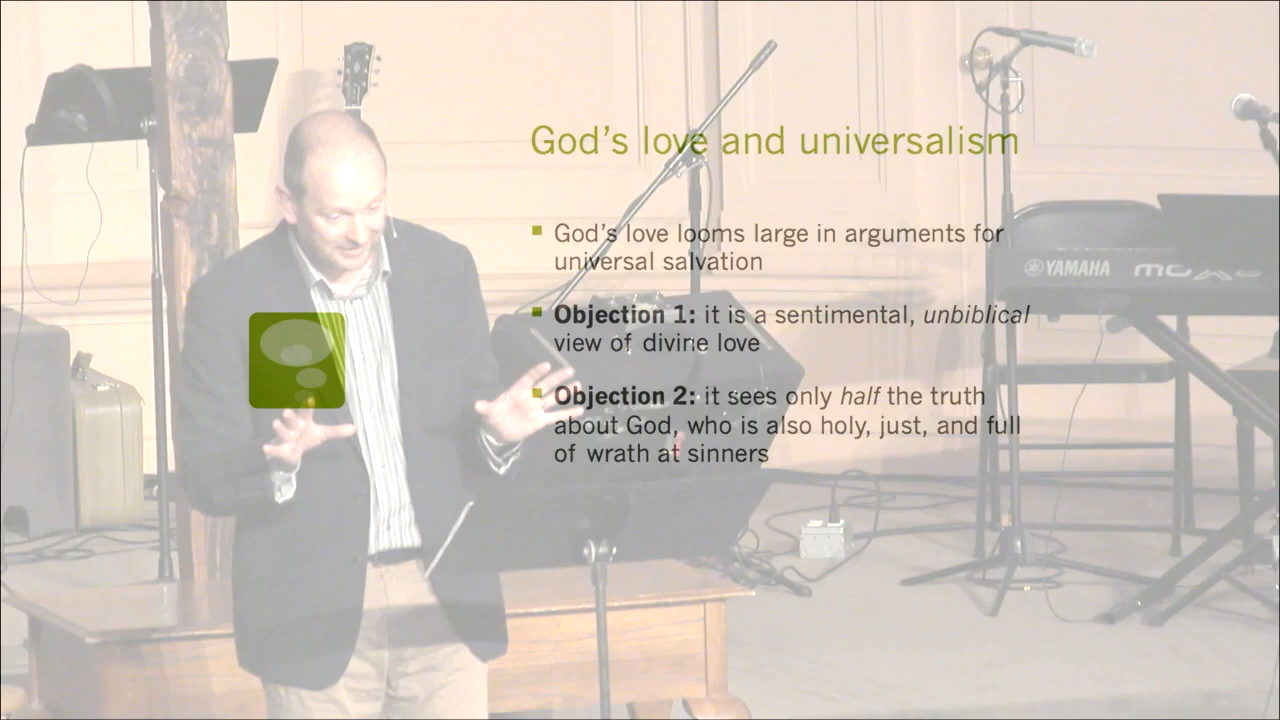 God's love and universalism
God's love looms large in arguments for
universal salvation
Objection 1: it is a sentimental, unbiblical
view of divine love
Objection 2: it sees only half the truth
about God, who is also holy, just, and full
of wrath at sinners
YAMAHA